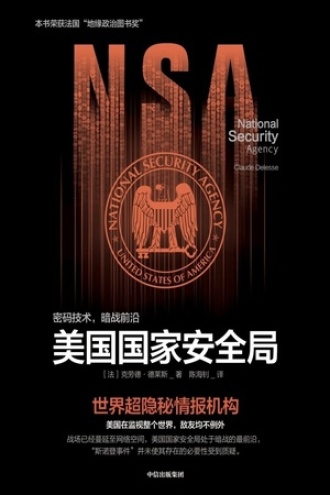 本书荣获法国“地缘政治图书奖”
NSA
National
Security
Agency
Claude Delesse
NATIONAL SECURITY AGENCY
UNITED STATES OF AMERICA
密码技术，暗战前沿
美国国家安全局
［法］克劳德·德莱斯_著 陈海钊_译
世界超隐秘情报机构
美国在监视整个世界，敌友均不例外
战场已经蔓延至网络空间，美国国家安全局处于暗战的最前沿，
“斯诺登事件”并未使其存在的必要性受到质疑。
中信出版集团